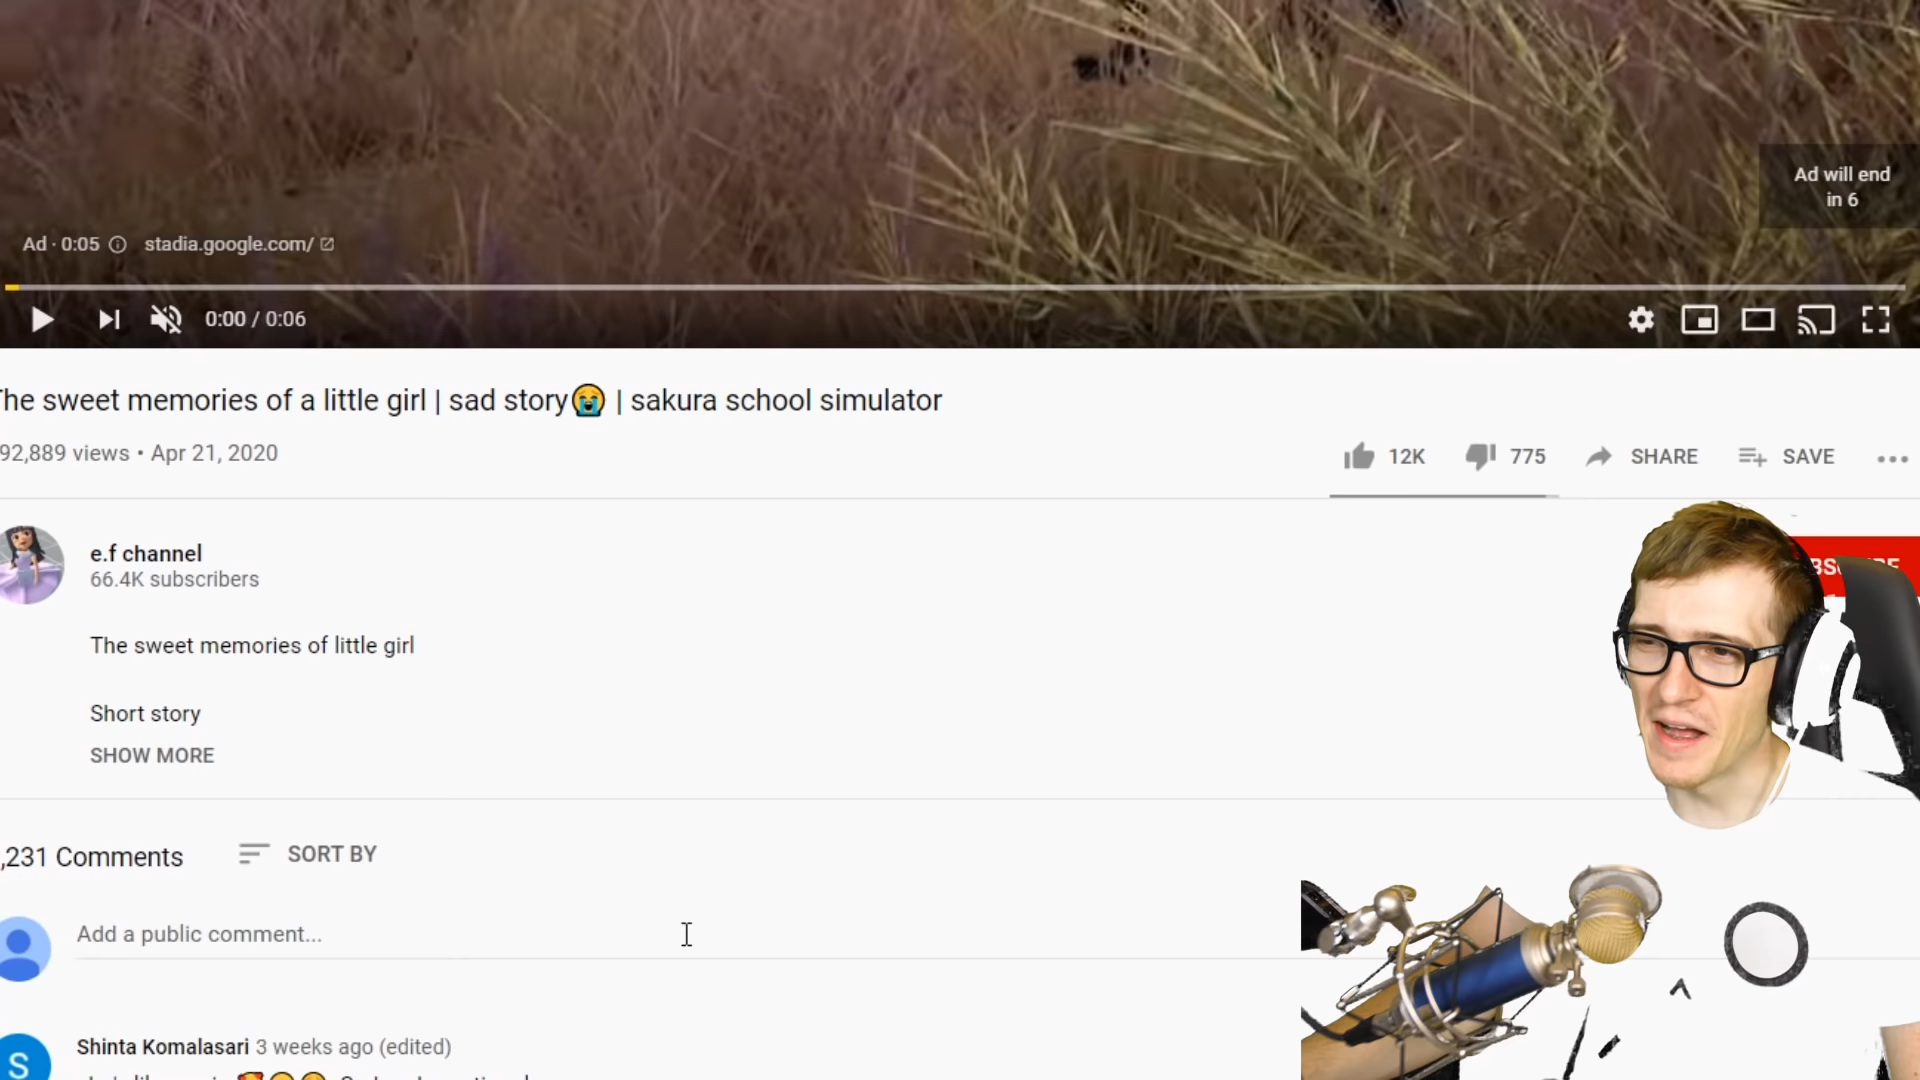 Ad will end
in 6
Ad · 0:05 stadia.google.com/
0:00 / 0:06
The sweet memories of a little girl | sad story😭 | sakura school simulator
92,889 views • Apr 21, 2020
12K 775 SHARE SAVE
e.f channel
66.4K subscribers
The sweet memories of little girl
Short story
SHOW MORE
,231 Comments SORT BY
Add a public comment...
S
Shinta Komalasari 3 weeks ago (edited)